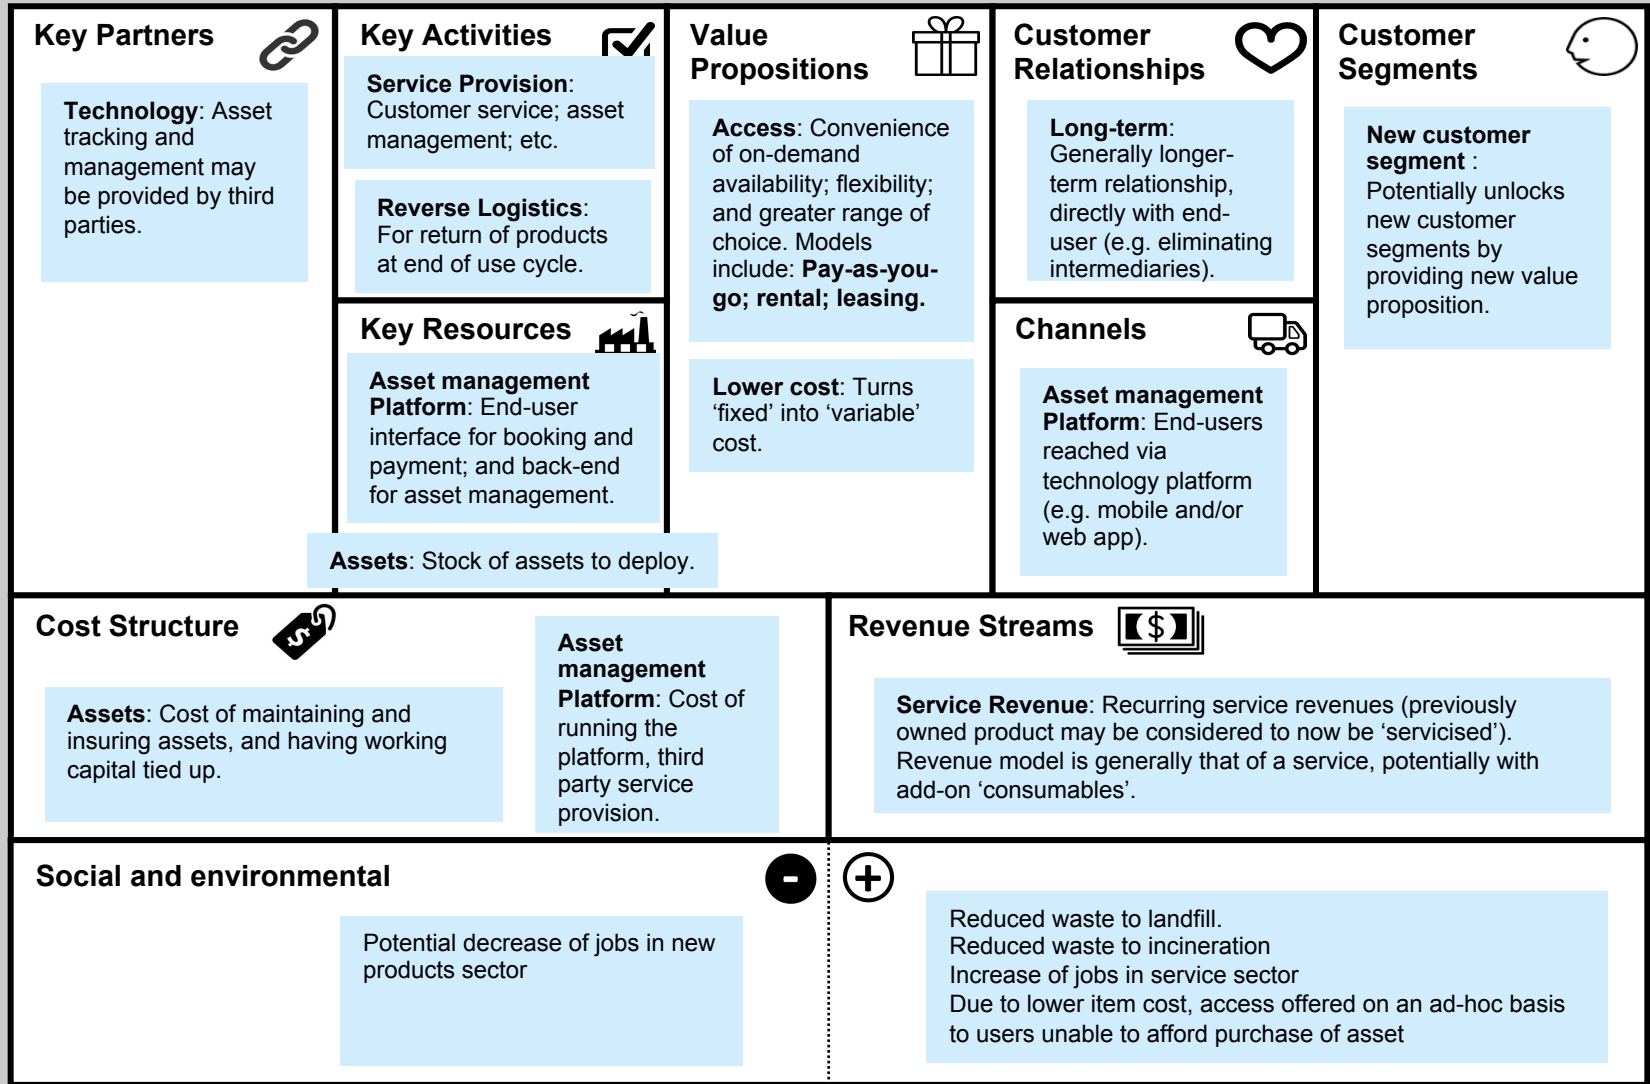 Key Partners
Technology: Asset
tracking and
management may
be provided by third
parties.
Key Activities
Service Provision:
Customer service; asset
management; etc.
Reverse Logistics:
For return of products
at end of use cycle.
Key Resources
Asset management
Platform: End-user
interface for booking and
payment; and back-end
for asset management.
Assets: Stock of assets to deploy.
Value
Propositions
Access: Convenience
of on-demand
availability; flexibility;
and greater range of
choice. Models
include: Pay-as-you-
go; rental; leasing.
Lower cost: Turns
‘fixed’ into ‘variable’
cost.
Customer
Relationships
Long-term:
Generally longer-
term relationship,
directly with end-
user (e.g. eliminating
intermediaries).
Channels
Asset management
Platform: End-users
reached via
technology platform
(e.g. mobile and/or
web app).
Customer
Segments
New customer
segment :
Potentially unlocks
new customer
segments by
providing new value
proposition.
Cost Structure
$
Assets: Cost of maintaining and
insuring assets, and having working
capital tied up.
Asset
management
Platform: Cost of
running the
platform, third
party service
provision.
Revenue Streams
$
Service Revenue: Recurring service revenues (previously
owned product may be considered to now be ‘servicised’).
Revenue model is generally that of a service, potentially with
add-on ‘consumables’.
Social and environmental
-
Potential decrease of jobs in new
products sector
+
Reduced waste to landfill.
Reduced waste to incineration
Increase of jobs in service sector
Due to lower item cost, access offered on an ad-hoc basis
to users unable to afford purchase of asset